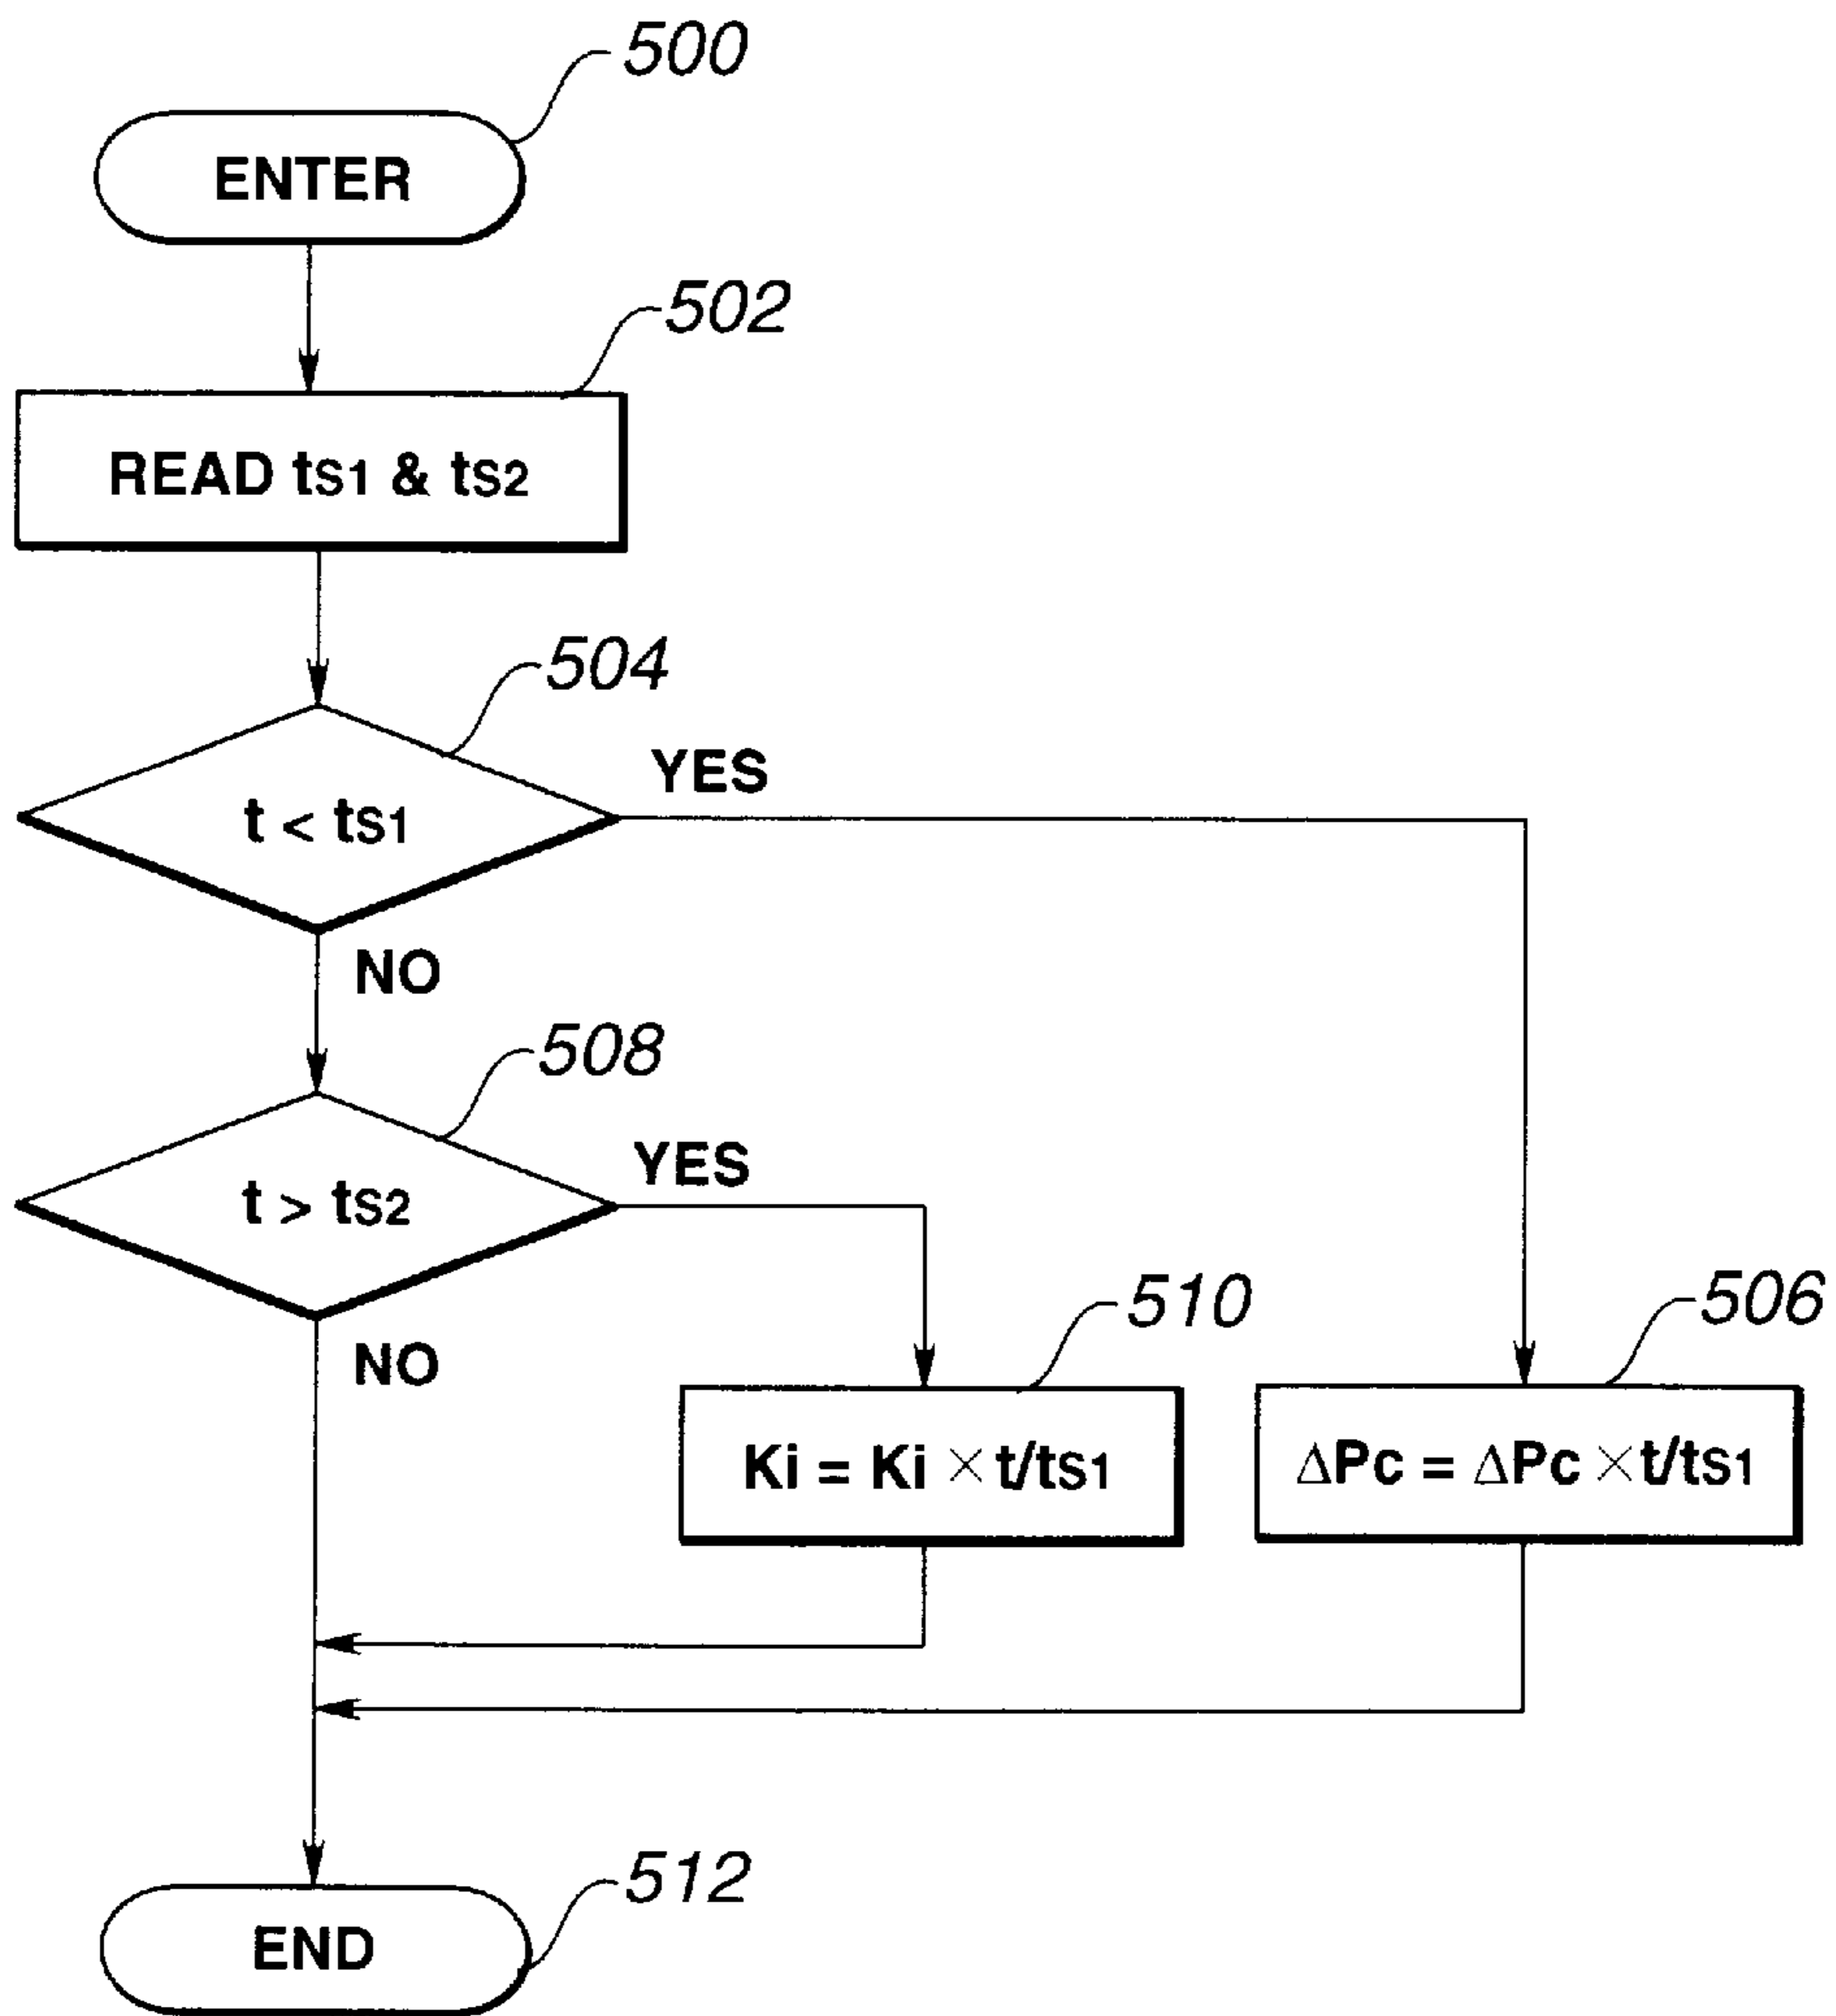 500
ENTER
502
READ ts1 & ts2
504
YES
t < ts1
NO
508
YES
t > ts2
NO
510
506
Ki = Ki × t/ts1
ΔPc = ΔPc × t/ts1
512
END